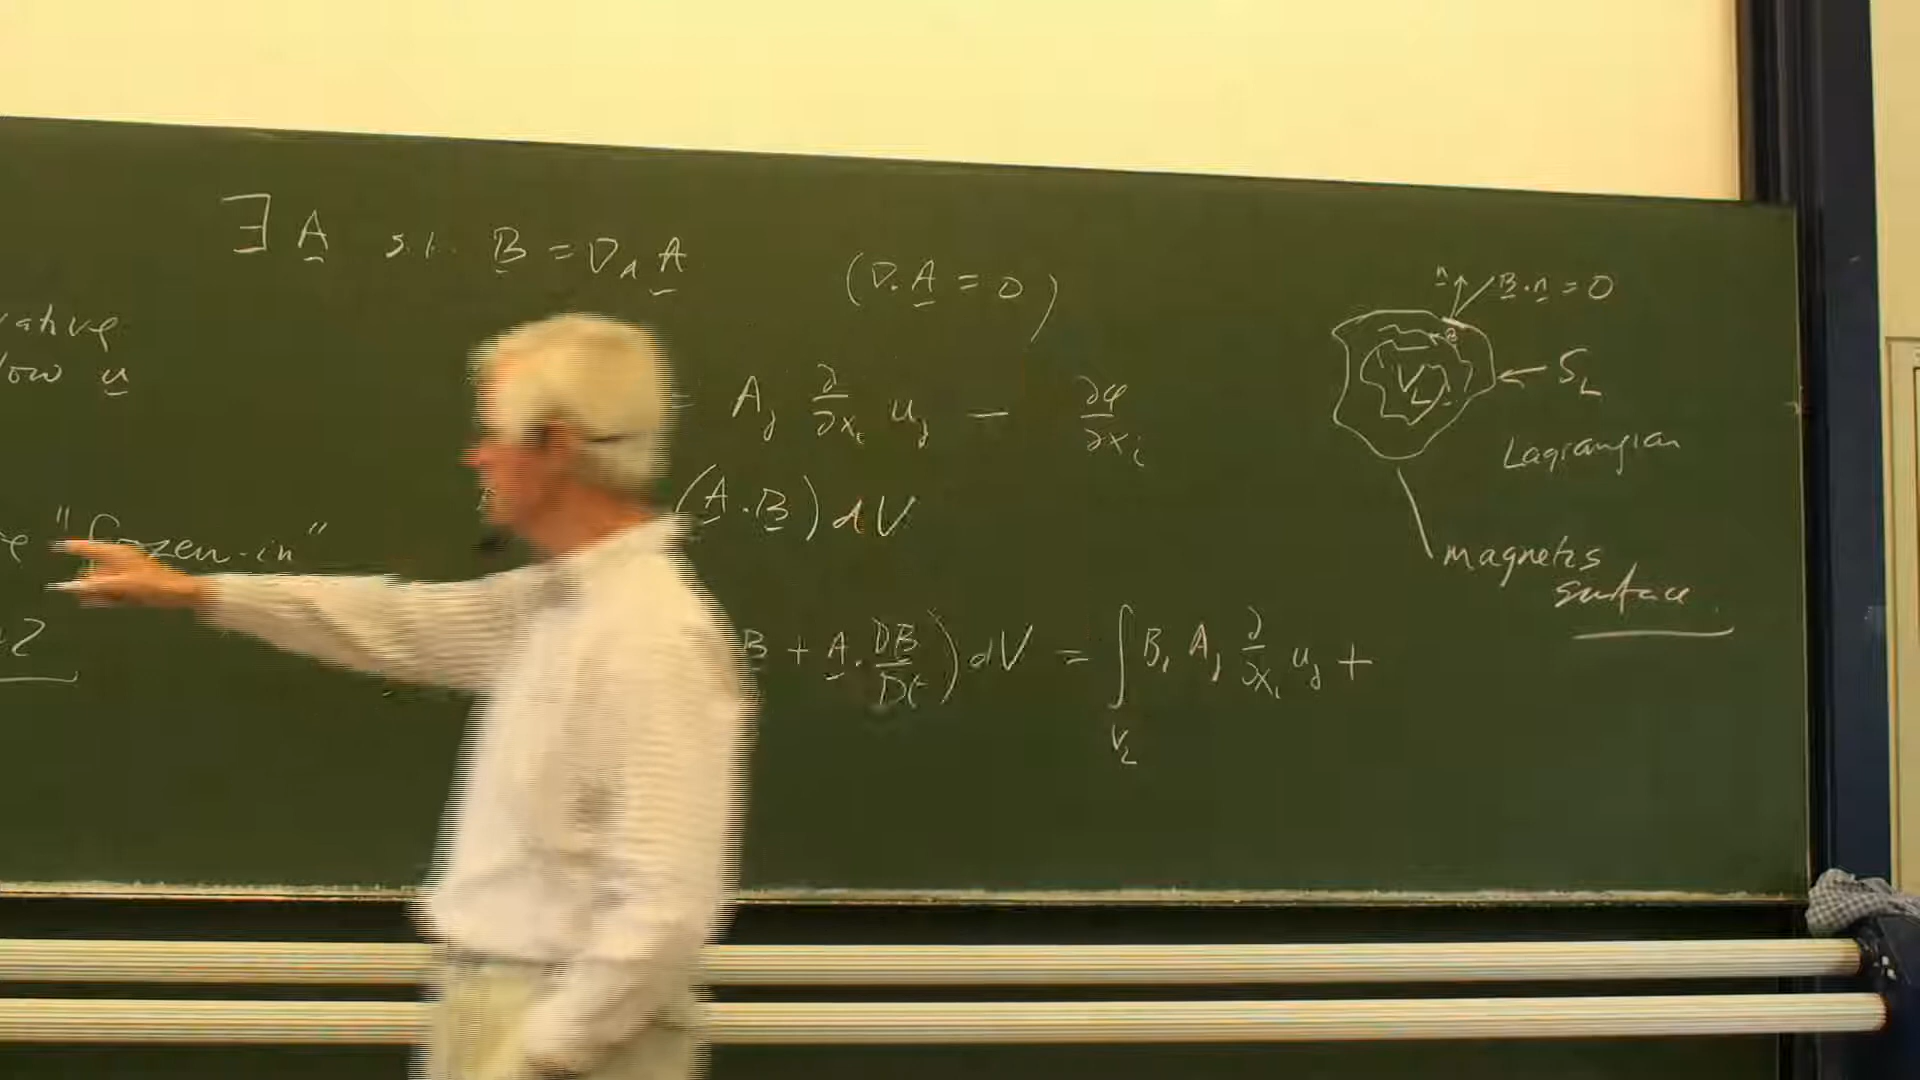 ∃ A s.t. B = ∇ ∧ A (∇.A = 0)
low u
= A_j ∂/∂x_i u_j − ∂φ/∂x_i
(A.B) dV
"frozen-in"
B + A. DB/Dt) dV = ∫_{V_L} B_i A_j ∂/∂x_i u_j +
n B.n = 0
B
V_L
← S_L
Lagrangian
magnetic
surface